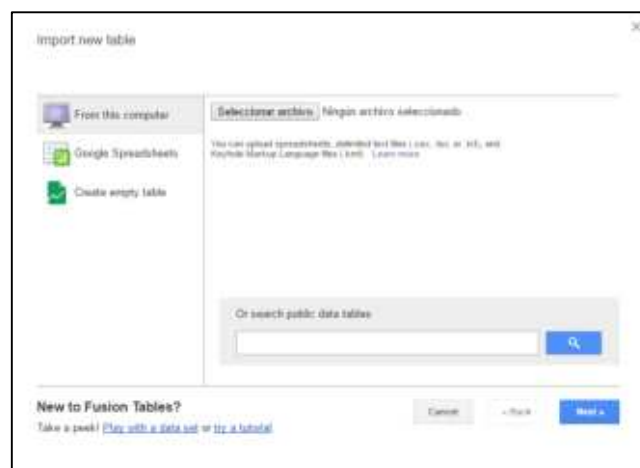 Import new table
From this computer
Seleccionar archivo Ningún archivo seleccionado
You can upload spreadsheets, delimited text files (.csv, .tsv, or .txt), and
Keyhole Markup Language files (.kml). Learn more
Google Spreadsheets
Create empty table
Or search public data tables
New to Fusion Tables?
Take a peek! Play with a data set or try a tutorial.
Cancel
« Back
Next »